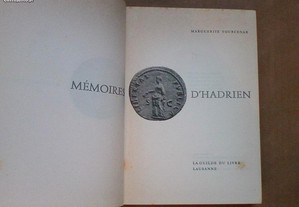 MARGUERITE YOURCENAR
MÉMOIRES D'HADRIEN
S C
LA GUILDE DU LIVRE
LAUSANNE